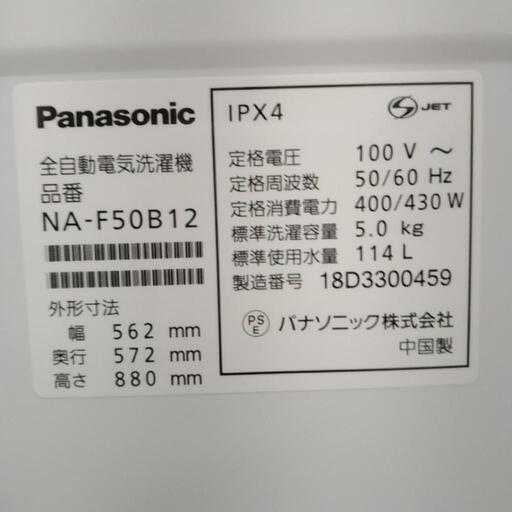 Panasonic
全自動電気洗濯機
品番
NA-F50B12
外形寸法
幅 562 mm
奥行 572 mm
高さ 880 mm
IPX4
S JET
定格電圧 100 V ～
定格周波数 50/60 Hz
定格消費電力 400/430 W
標準洗濯容量 5.0 kg
標準使用水量 114 L
製造番号 18D3300459
PS
E
パナソニック株式会社
中国製